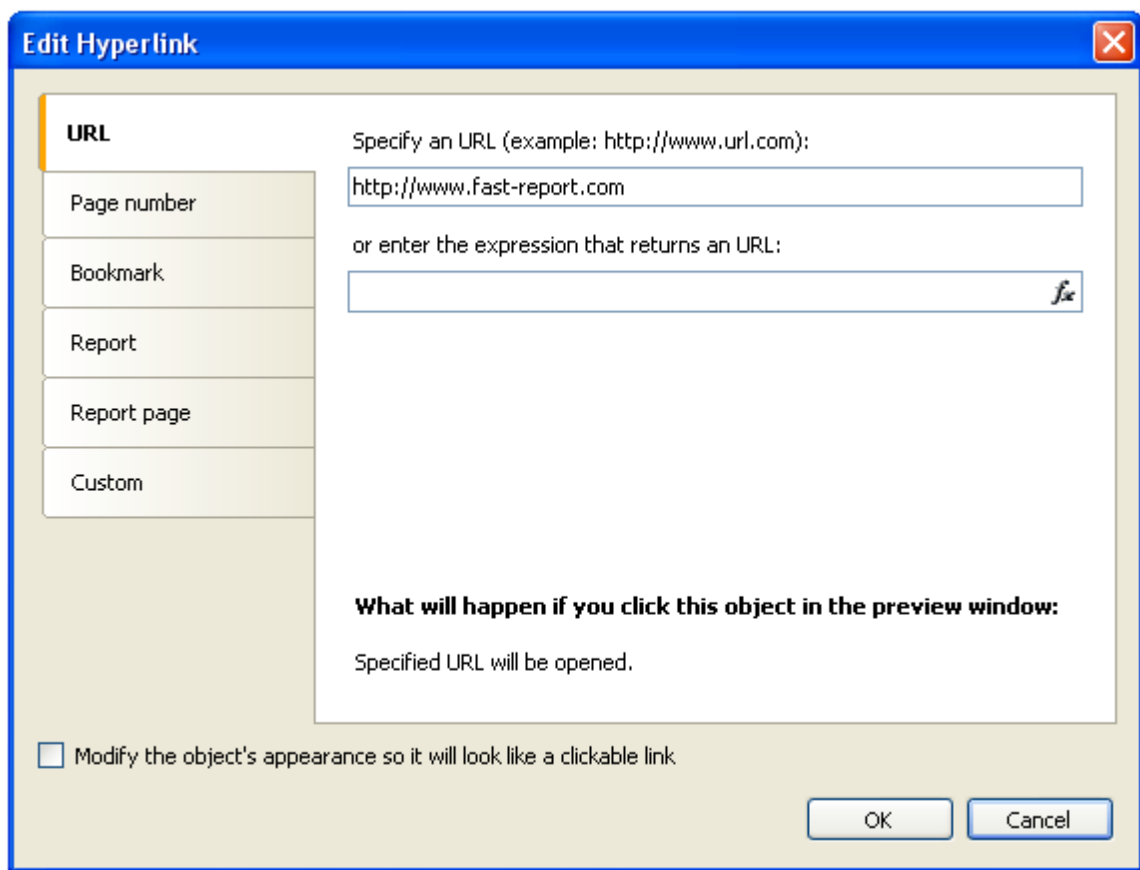 Edit Hyperlink
URL
Page number
Bookmark
Report
Report page
Custom
Specify an URL (example: http://www.url.com):
http://www.fast-report.com
or enter the expression that returns an URL:
fx
What will happen if you click this object in the preview window:
Specified URL will be opened.
Modify the object's appearance so it will look like a clickable link
OK
Cancel